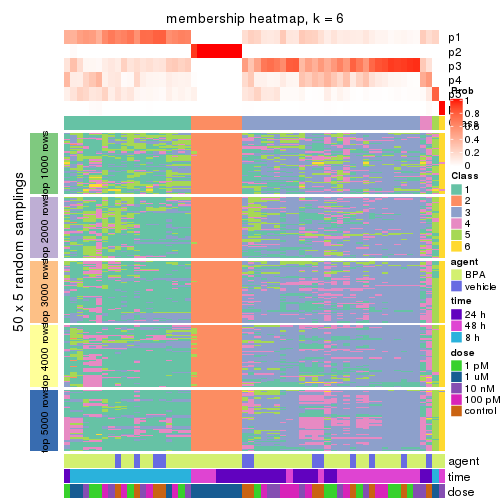 membership heatmap, k = 6
p1
p2
p3
p4
p5
Prob
1
0.8
0.6
0.4
0.2
0
Class
1
2
3
4
5
6
agent
BPA
vehicle
time
24 h
48 h
8 h
dose
1 pM
1 uM
10 nM
100 pM
control
50 x 5 random samplings
top 1000 rows
top 2000 rows
top 3000 rows
top 4000 rows
top 5000 rows
agent
time
dose